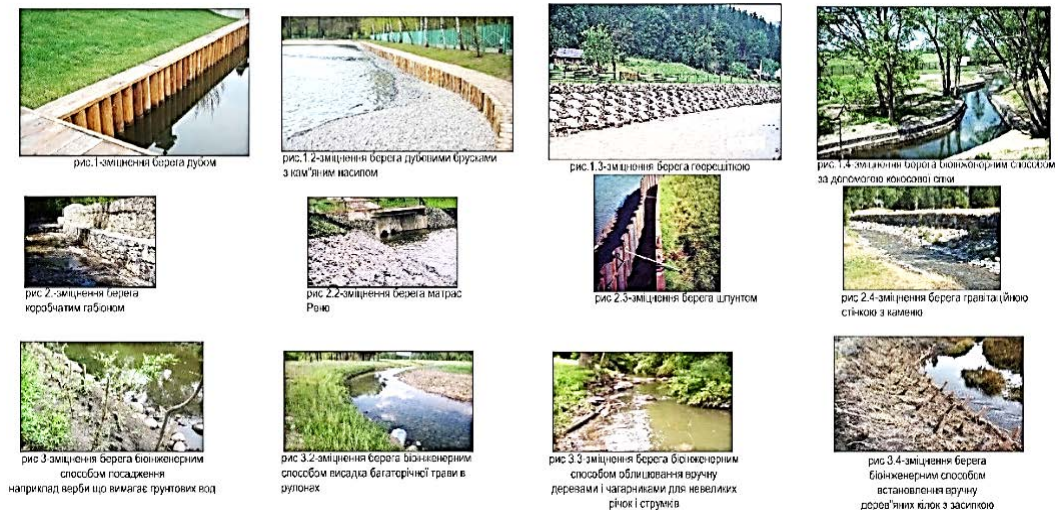 рис.1-зміцнення берега дубом
рис.1.2-зміцнення берега дубовими брусками
з кам"яним насипом
рис.1.3-зміцнення берега георешіткою
рис.1.4-зміцнення берега біоінженорним способом
за допомогою кокосової сітки
рис 2.-зміцнення берега
коробчатим габіоном
рис 2.2-зміцнення берега матрас
Рено
рис 2.3-зміцнення берега шпунтом
рис 2.4-зміцнення берега гравітаційною
стінкою з каменю
рис 3-зміцнення берега біоінженерним
способом посадження
наприклад верби що вимагає ґрунтових вод
рис 3.2-зміцнення берега біоінженерним
способом висадка багаторічної трави в
рулонах
рис 3.3-зміцнення берега біоінженерним
способом облицювання вручну
деревами і чагарниками для невеликих
річок і струмків
рис 3.4-зміцнення берега
біоінженерним способом
встановлення вручну
дерев"яних кілок з засипкою